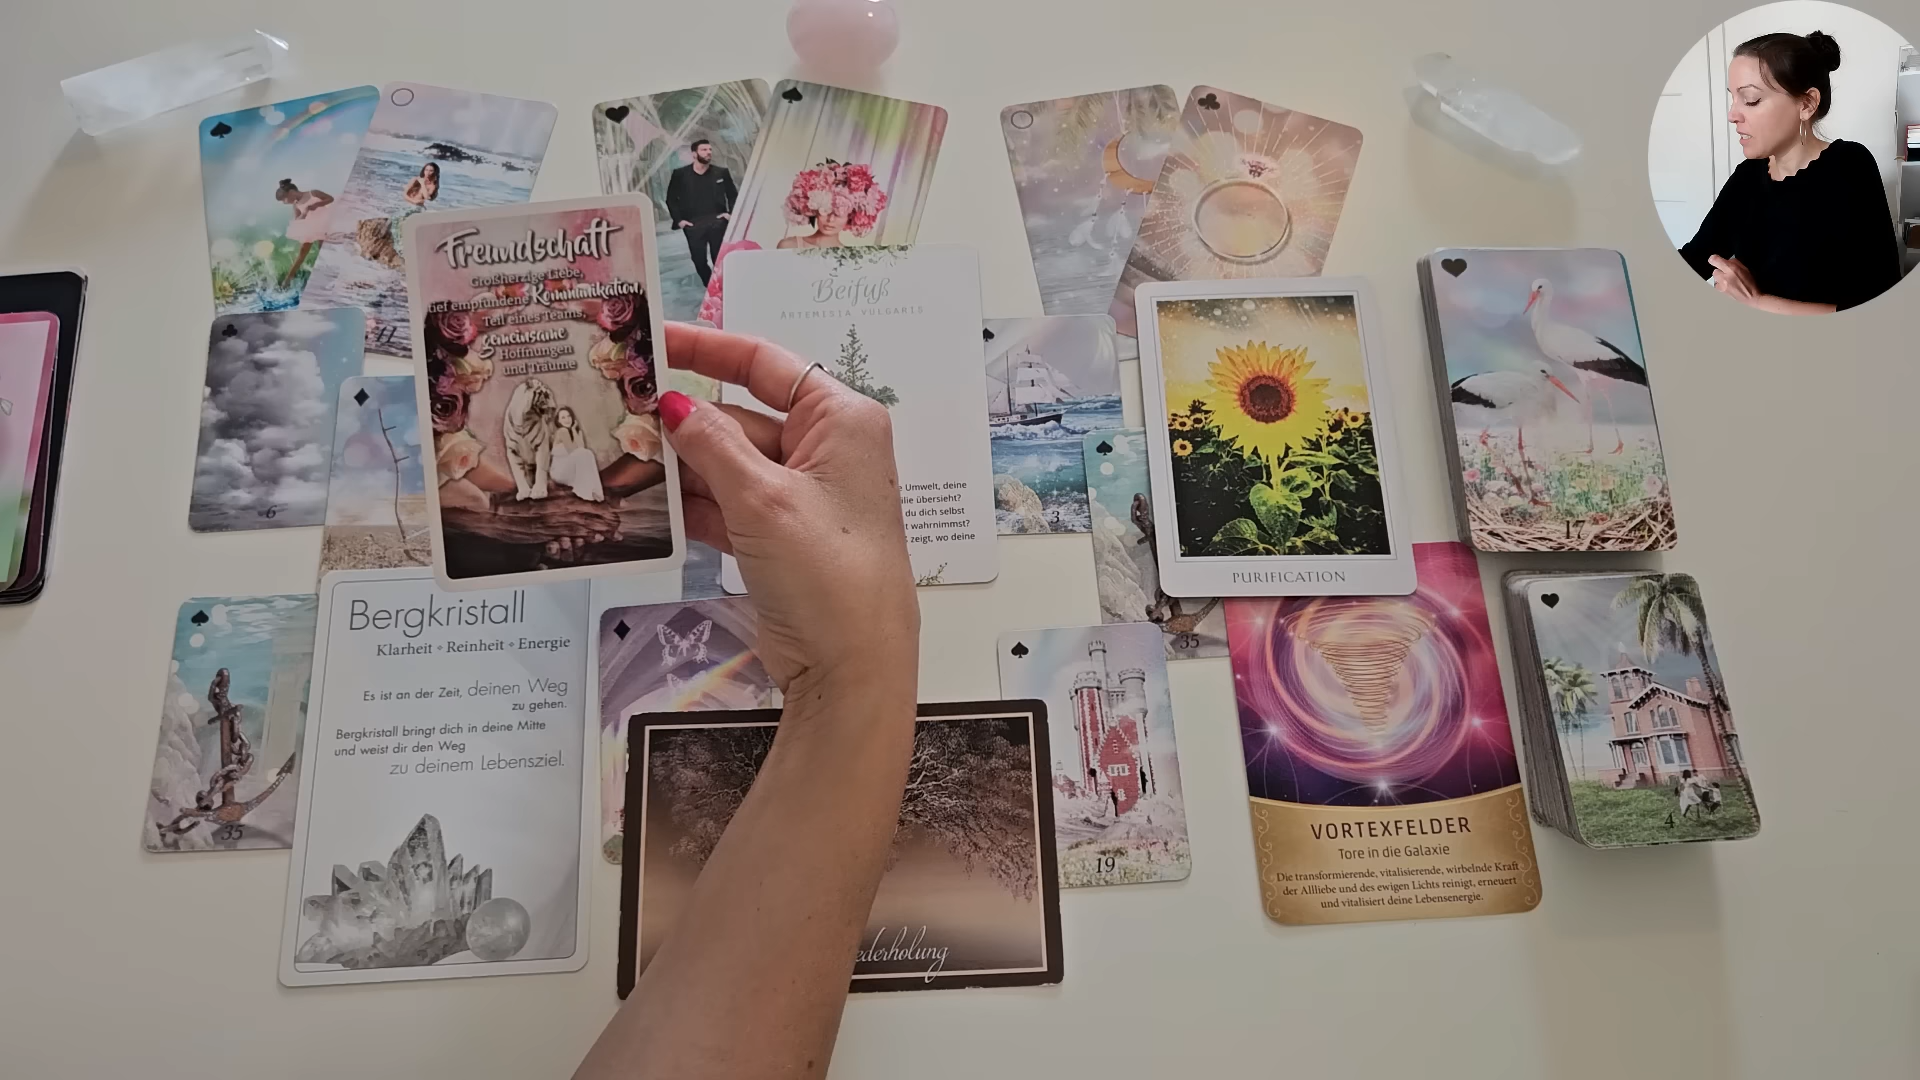 Freundschaft
Großherzige Liebe,
tief empfundene Kommunikation,
Teil eines Teams,
gemeinsame
Hoffnungen
und Träume
11
Beifuß
ARTEMISIA VULGARIS
Umwelt, deine
übersieht?
du dich selbst
wahrnimmst?
zeigt, wo deine
6
3
PURIFICATION
17
35
Bergkristall
Klarheit • Reinheit • Energie
Es ist an der Zeit, deinen Weg
zu gehen.
Bergkristall bringt dich in deine Mitte
und weist dir den Weg
zu deinem Lebensziel.
35
ederholung
19
VORTEXFELDER
Tore in die Galaxie
Die transformierende, vitalisierende, wirbelnde Kraft
der Allliebe und des ewigen Lichts reinigt, erneuert
und vitalisiert deine Lebensenergie.
4